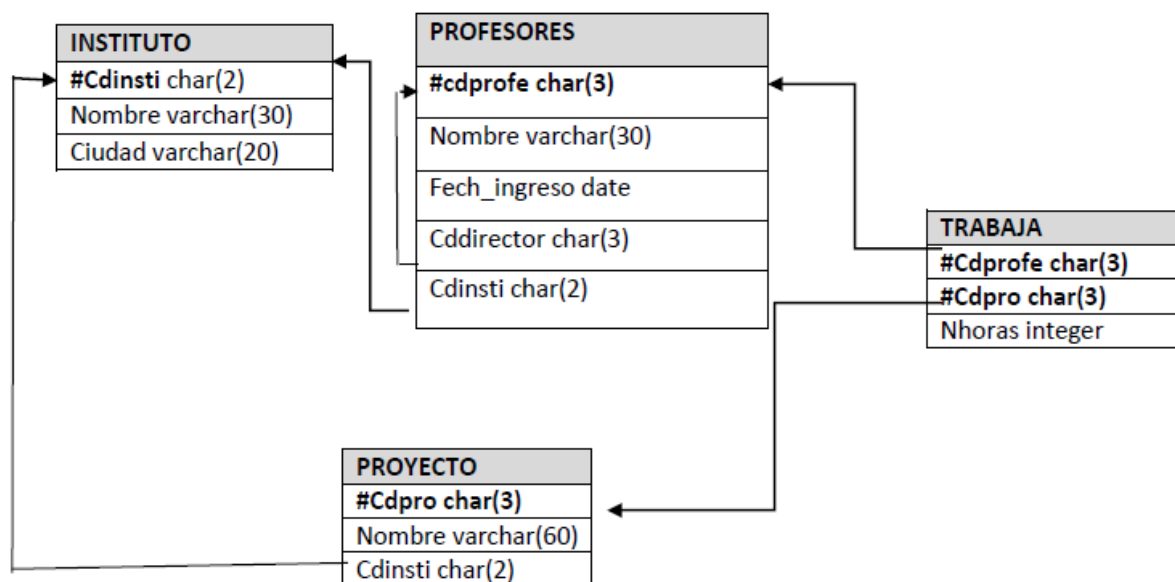 INSTITUTO
#Cdinsti char(2)
Nombre varchar(30)
Ciudad varchar(20)
PROFESORES
#cdprofe char(3)
Nombre varchar(30)
Fech_ingreso date
Cddirector char(3)
Cdinsti char(2)
TRABAJA
#Cdprofe char(3)
#Cdpro char(3)
Nhoras integer
PROYECTO
#Cdpro char(3)
Nombre varchar(60)
Cdinsti char(2)